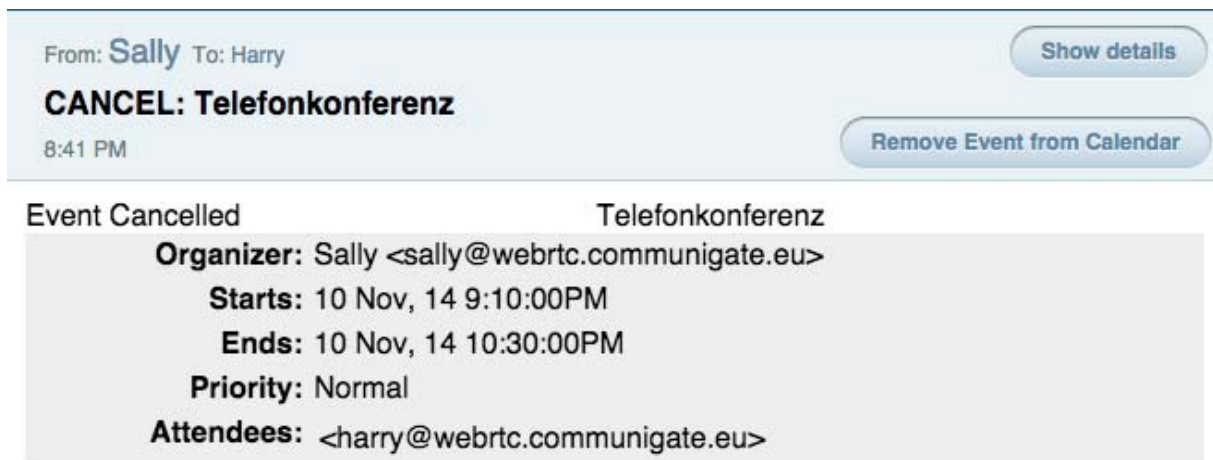 From: Sally To: Harry
Show details
CANCEL: Telefonkonferenz
8:41 PM
Remove Event from Calendar
Event Cancelled Telefonkonferenz
Organizer: Sally <sally@webrtc.communigate.eu>
Starts: 10 Nov, 14 9:10:00PM
Ends: 10 Nov, 14 10:30:00PM
Priority: Normal
Attendees: <harry@webrtc.communigate.eu>